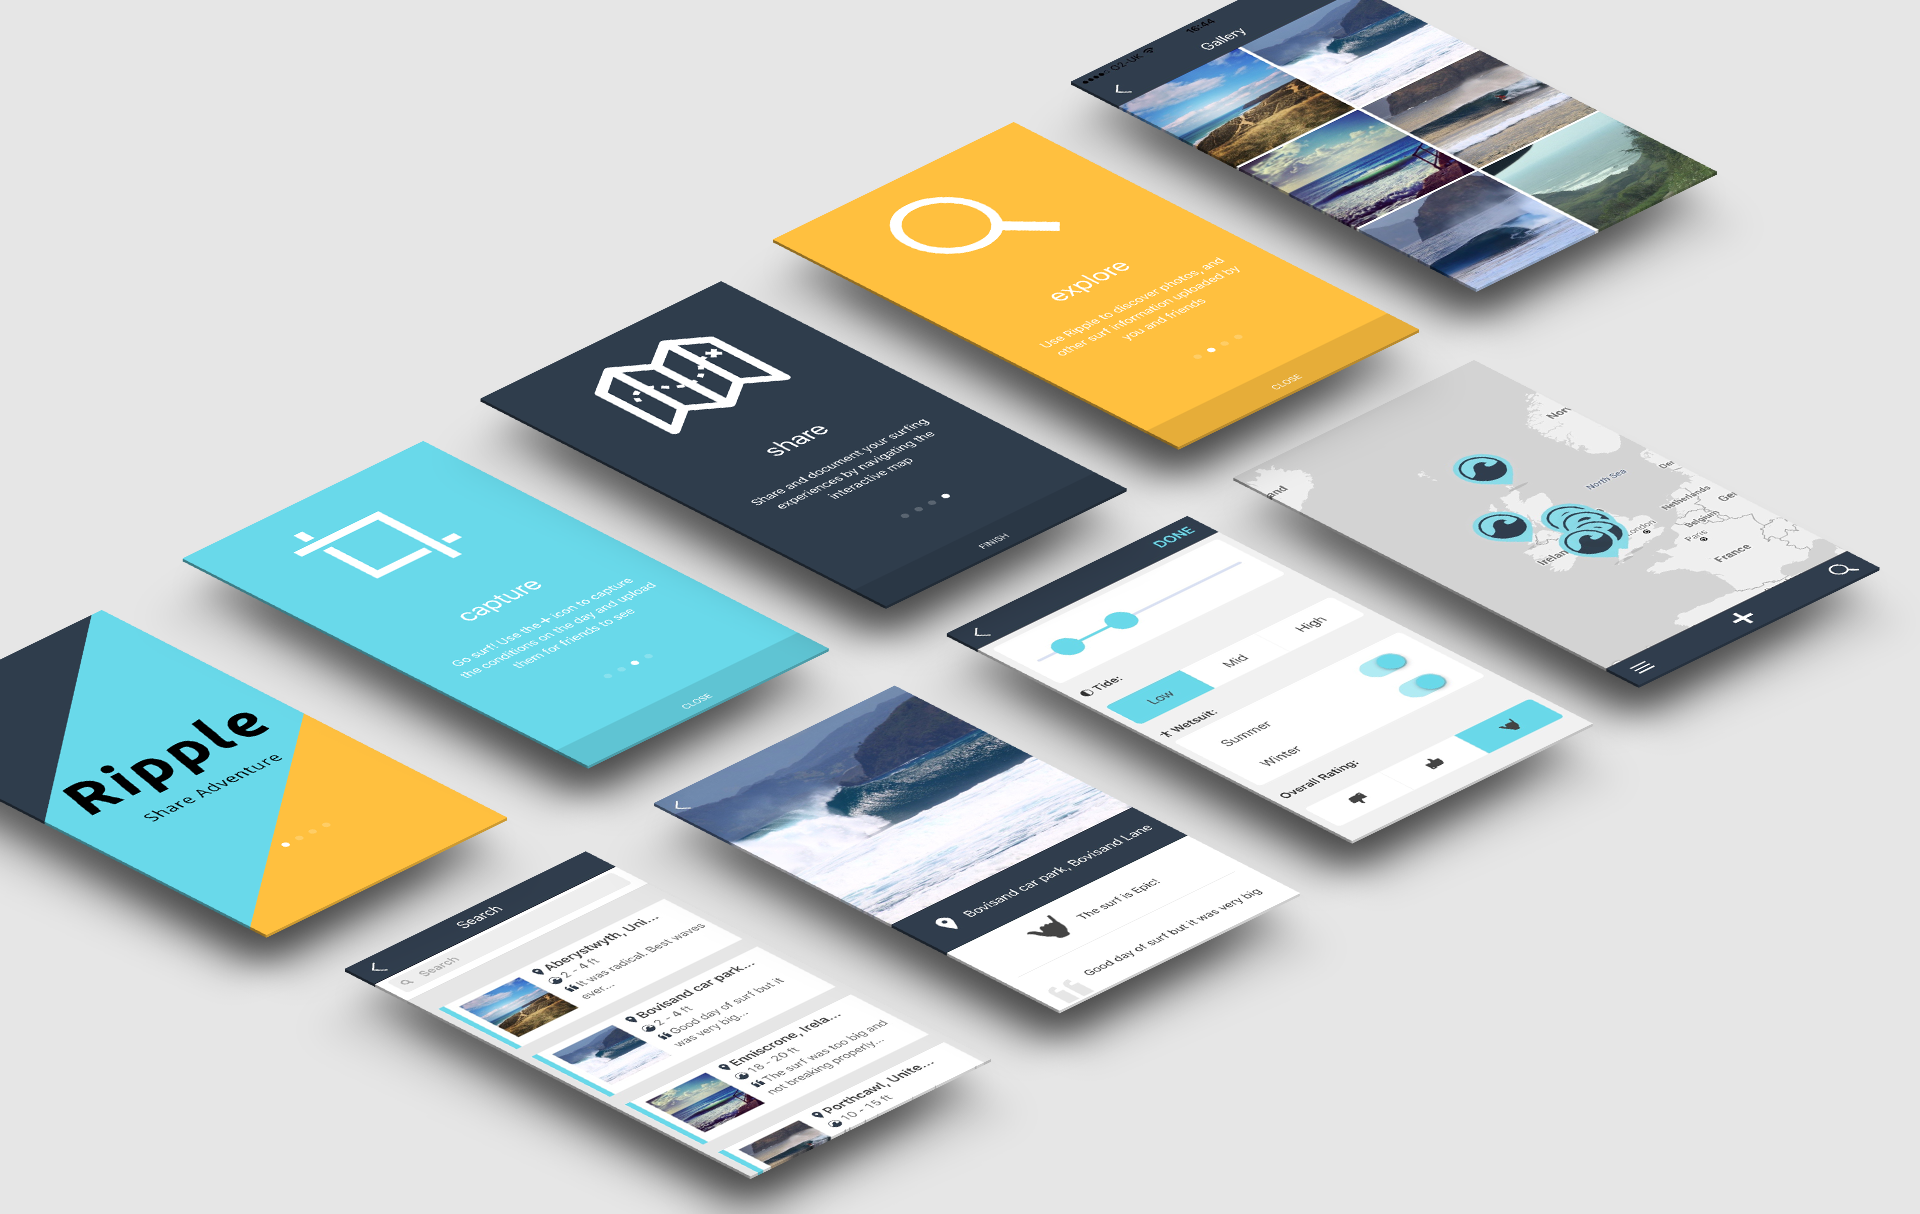 Ripple
Share Adventure
capture
Go surf! Use the + icon to capture
the conditions on the day and upload
them for friends to see
CLOSE
share
Share and document your surfing
experiences by navigating the
interactive map
FINISH
explore
Use Ripple to discover photos, and
other surf information uploaded by
you and friends
CLOSE
O2-UK
16:44
Gallery
Search
Search
Aberystwyth, Uni...
2 - 4 ft
It was radical. Best waves
ever...
Bovisand car park...
2 - 4 ft
Good day of surf but it
was very big...
Enniscrone, Irela...
18 - 20 ft
The surf was too big and
not breaking properly...
Porthcawl, Unite...
10 - 15 ft
Bovisand car park, Bovisand Lane
The surf is Epic!
Good day of surf but it was very big
DONE
Tide:
Low
Mid
High
Wetsuit:
Summer
Winter
Overall Rating:
and
Nor
North Sea
Der
Netherlands
Ger
Belgium
London
Paris
France
Irelan